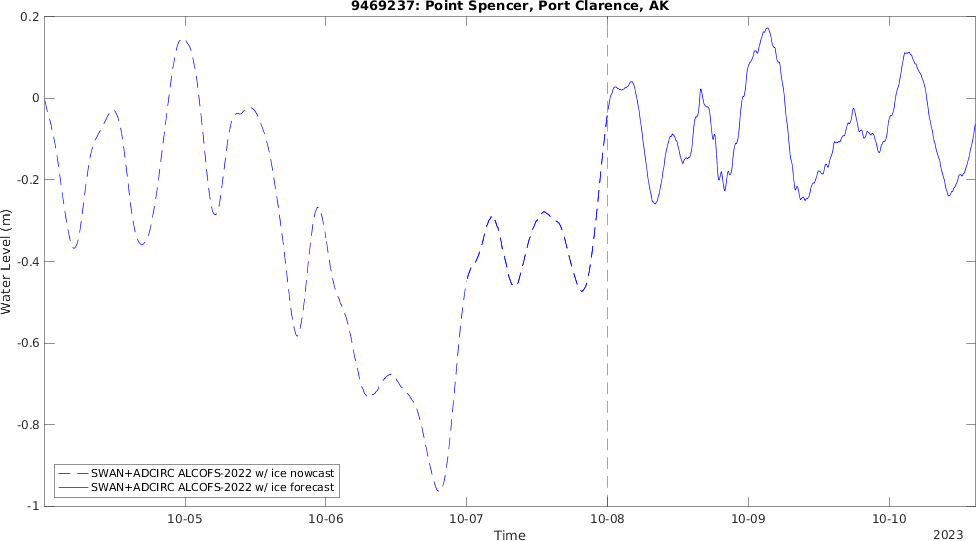 9469237: Point Spencer, Port Clarence, AK
0.2
0
-0.2
-0.4
-0.6
-0.8
-1
Water Level (m)
SWAN+ADCIRC ALCOFS-2022 w/ ice nowcast
SWAN+ADCIRC ALCOFS-2022 w/ ice forecast
10-05 10-06 10-07 10-08 10-09 10-10
Time
2023